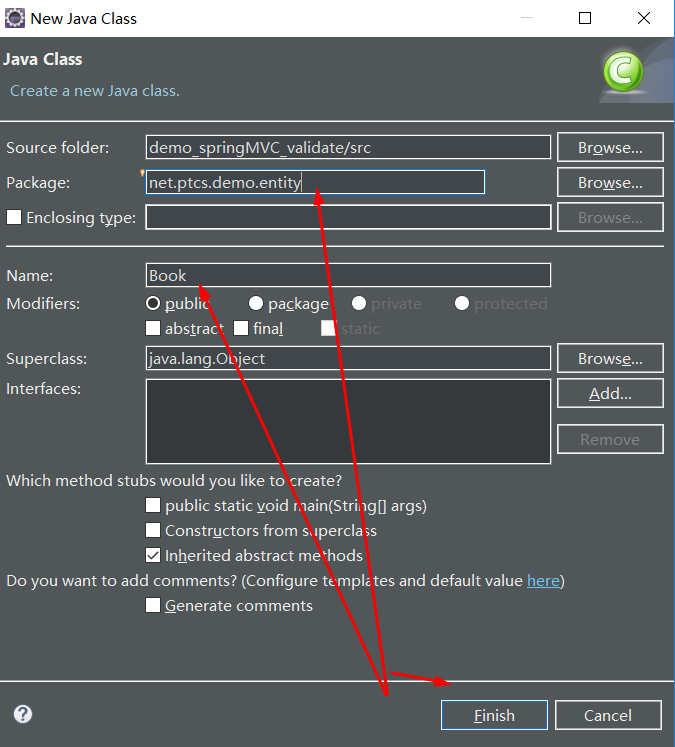 New Java Class
Java Class
Create a new Java class.
Source folder: demo_springMVC_validate/src Browse...
Package: net.ptcs.demo.entity Browse...
Enclosing type: Browse...
Name: Book
Modifiers: public package private protected
abstract final static
Superclass: java.lang.Object Browse...
Interfaces: Add...
Remove
Which method stubs would you like to create?
public static void main(String[] args)
Constructors from superclass
Inherited abstract methods
Do you want to add comments? (Configure templates and default value here)
Generate comments
Finish Cancel